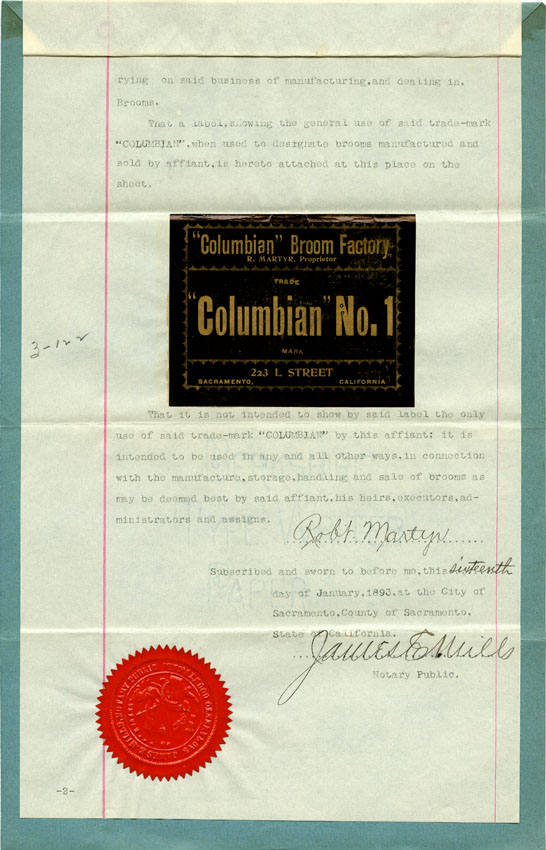 rying on said business of manufacturing,and dealing in,
Brooms.
That a label,showing the general use of said trade-mark
"COLUMBIAN",when used to designate brooms manufactured and
sold by affiant,is hereto attached at this place on the
sheet.
"Columbian" Broom Factory
R. MARTYR, Proprietor
TRADE
"Columbian" No. 1
MARK
223 L STREET
SACRAMENTO, CALIFORNIA
3-122
That it is not intended to show by said label the only
use of said trade-mark "COLUMBIAN" by this affiant: it is
intended to be used in any and all other ways,in connection
with the manufacture,storage,handling and sale of brooms as
may be deemed best by said affiant,his heirs,executors,ad-
ministrators and assigns.
Robt Martyr
Subscribed and sworn to before me,this sixteenth
day of January,1893,at the City of
Sacramento,County of Sacramento,
State of California.
James E. Mills
Notary Public.
-2-